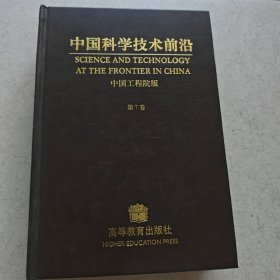 中国科学技术前沿
SCIENCE AND TECHNOLOGY
AT THE FRONTIER IN CHINA
中国工程院版
第7卷
高等教育出版社
HIGHER EDUCATION PRESS